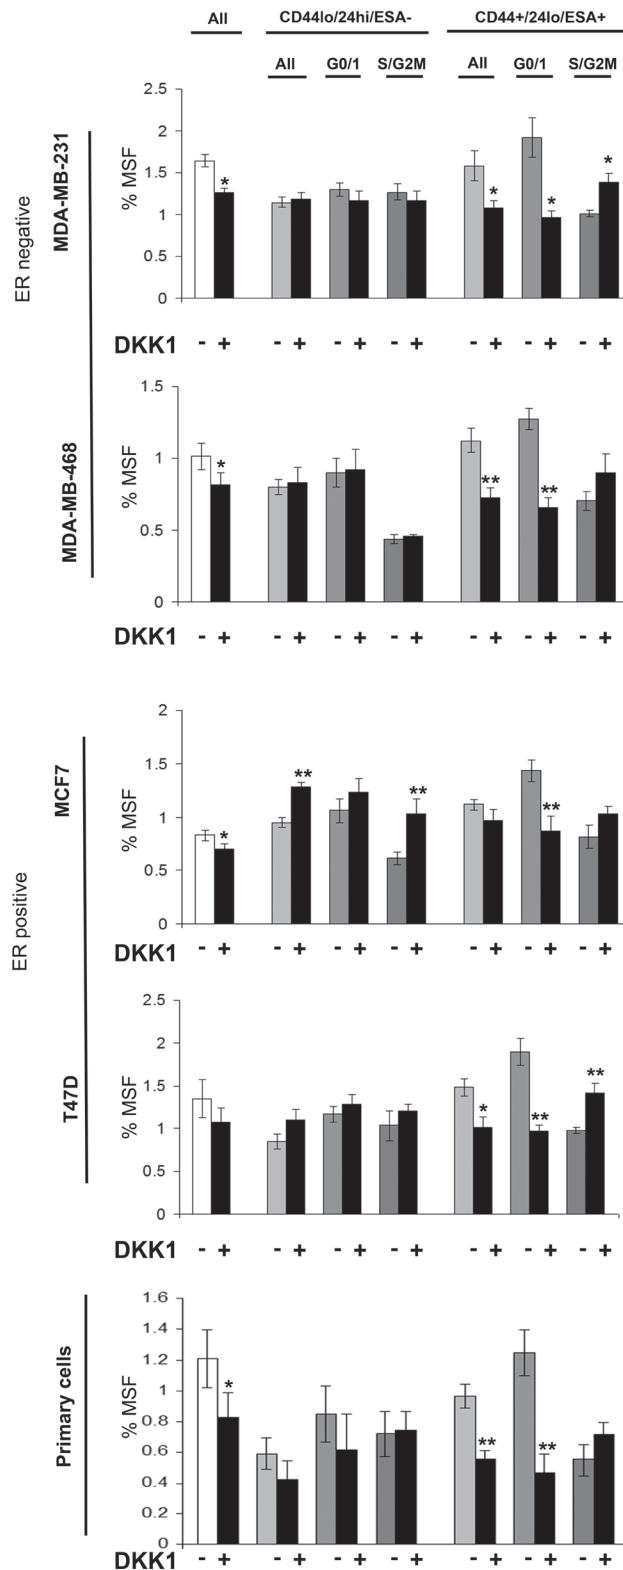 All CD44lo/24hi/ESA- CD44+/24lo/ESA+
All G0/1 S/G2M All G0/1 S/G2M
ER negative
MDA-MB-231
% MSF
2.5
2
1.5
1
0.5
0
* * * *
DKK1 - + - + - + - + - + - + - +
MDA-MB-468
% MSF
1.5
1
0.5
0
* ** **
DKK1 - + - + - + - + - + - + - +
ER positive
MCF7
% MSF
2
1.5
1
0.5
0
* ** ** **
DKK1 - + - + - + - + - + - + - +
T47D
% MSF
2.5
2
1.5
1
0.5
0
* ** **
DKK1 - + - + - + - + - + - + - +
Primary cells
% MSF
1.6
1.4
1.2
1
0.8
0.6
0.4
0.2
0
* ** **
DKK1 - + - + - + - + - + - + - +